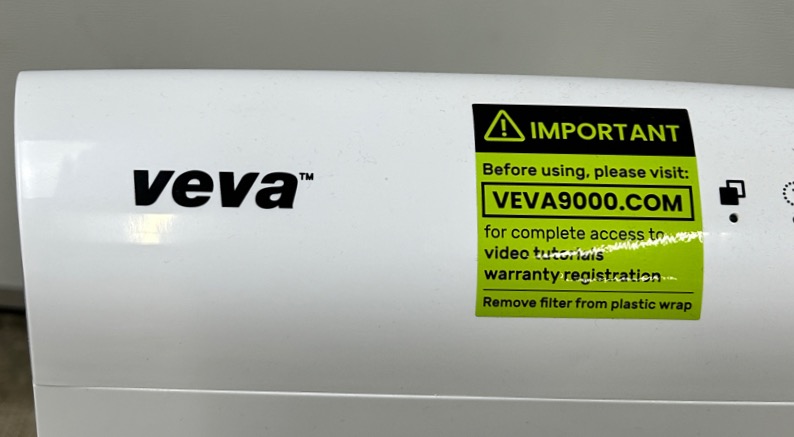 veva™
IMPORTANT
Before using, please visit:
VEVA9000.COM
for complete access to
video tutorials
warranty registration
Remove filter from plastic wrap